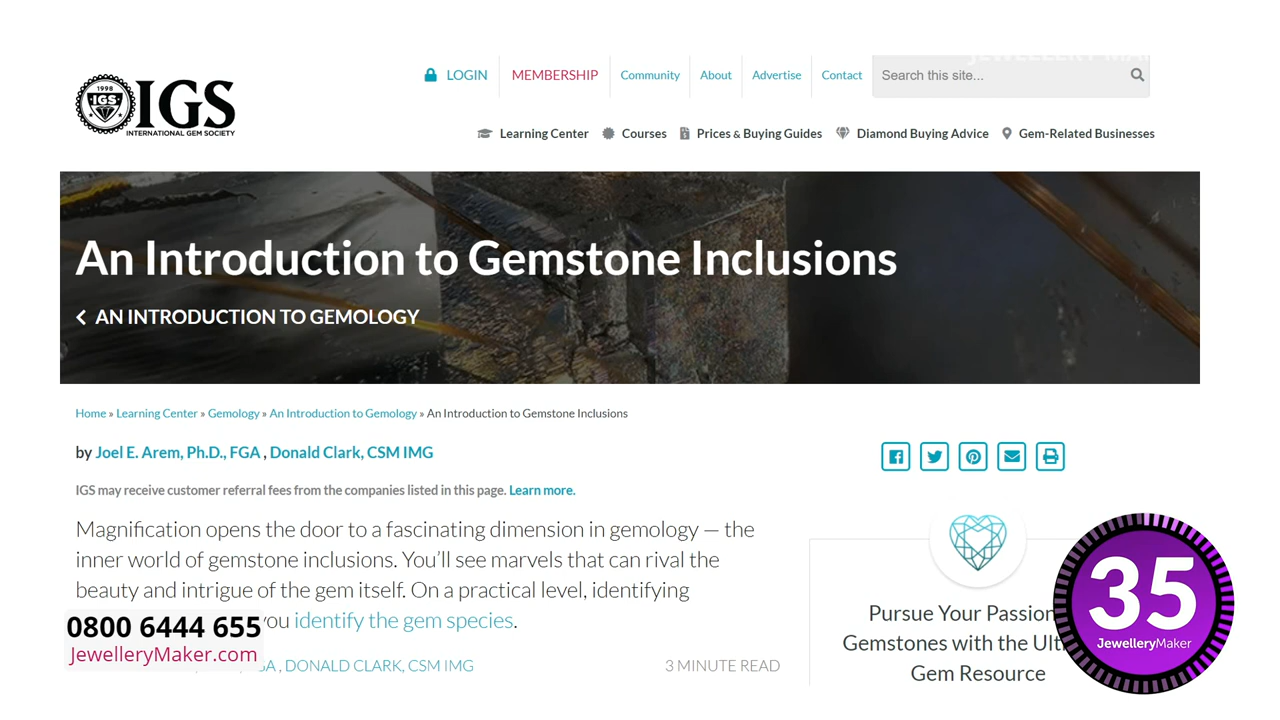 1998
IGS
IGS
INTERNATIONAL GEM SOCIETY
LOGIN
MEMBERSHIP
Community
About
Advertise
Contact
Search this site...
JEWELLERY MA
Learning Center
Courses
Prices & Buying Guides
Diamond Buying Advice
Gem-Related Businesses
An Introduction to Gemstone Inclusions
AN INTRODUCTION TO GEMOLOGY
Home » Learning Center » Gemology » An Introduction to Gemology » An Introduction to Gemstone Inclusions
by Joel E. Arem, Ph.D., FGA , Donald Clark, CSM IMG
IGS may receive customer referral fees from the companies listed in this page. Learn more.
Magnification opens the door to a fascinating dimension in gemology — the
inner world of gemstone inclusions. You’ll see marvels that can rival the
beauty and intrigue of the gem itself. On a practical level, identifying
you identify the gem species.
, DONALD CLARK, CSM IMG
3 MINUTE READ
0800 6444 655
JewelleryMaker.com
Pursue Your Passion
Gemstones with the Ult
Gem Resource
35
JewelleryMaker